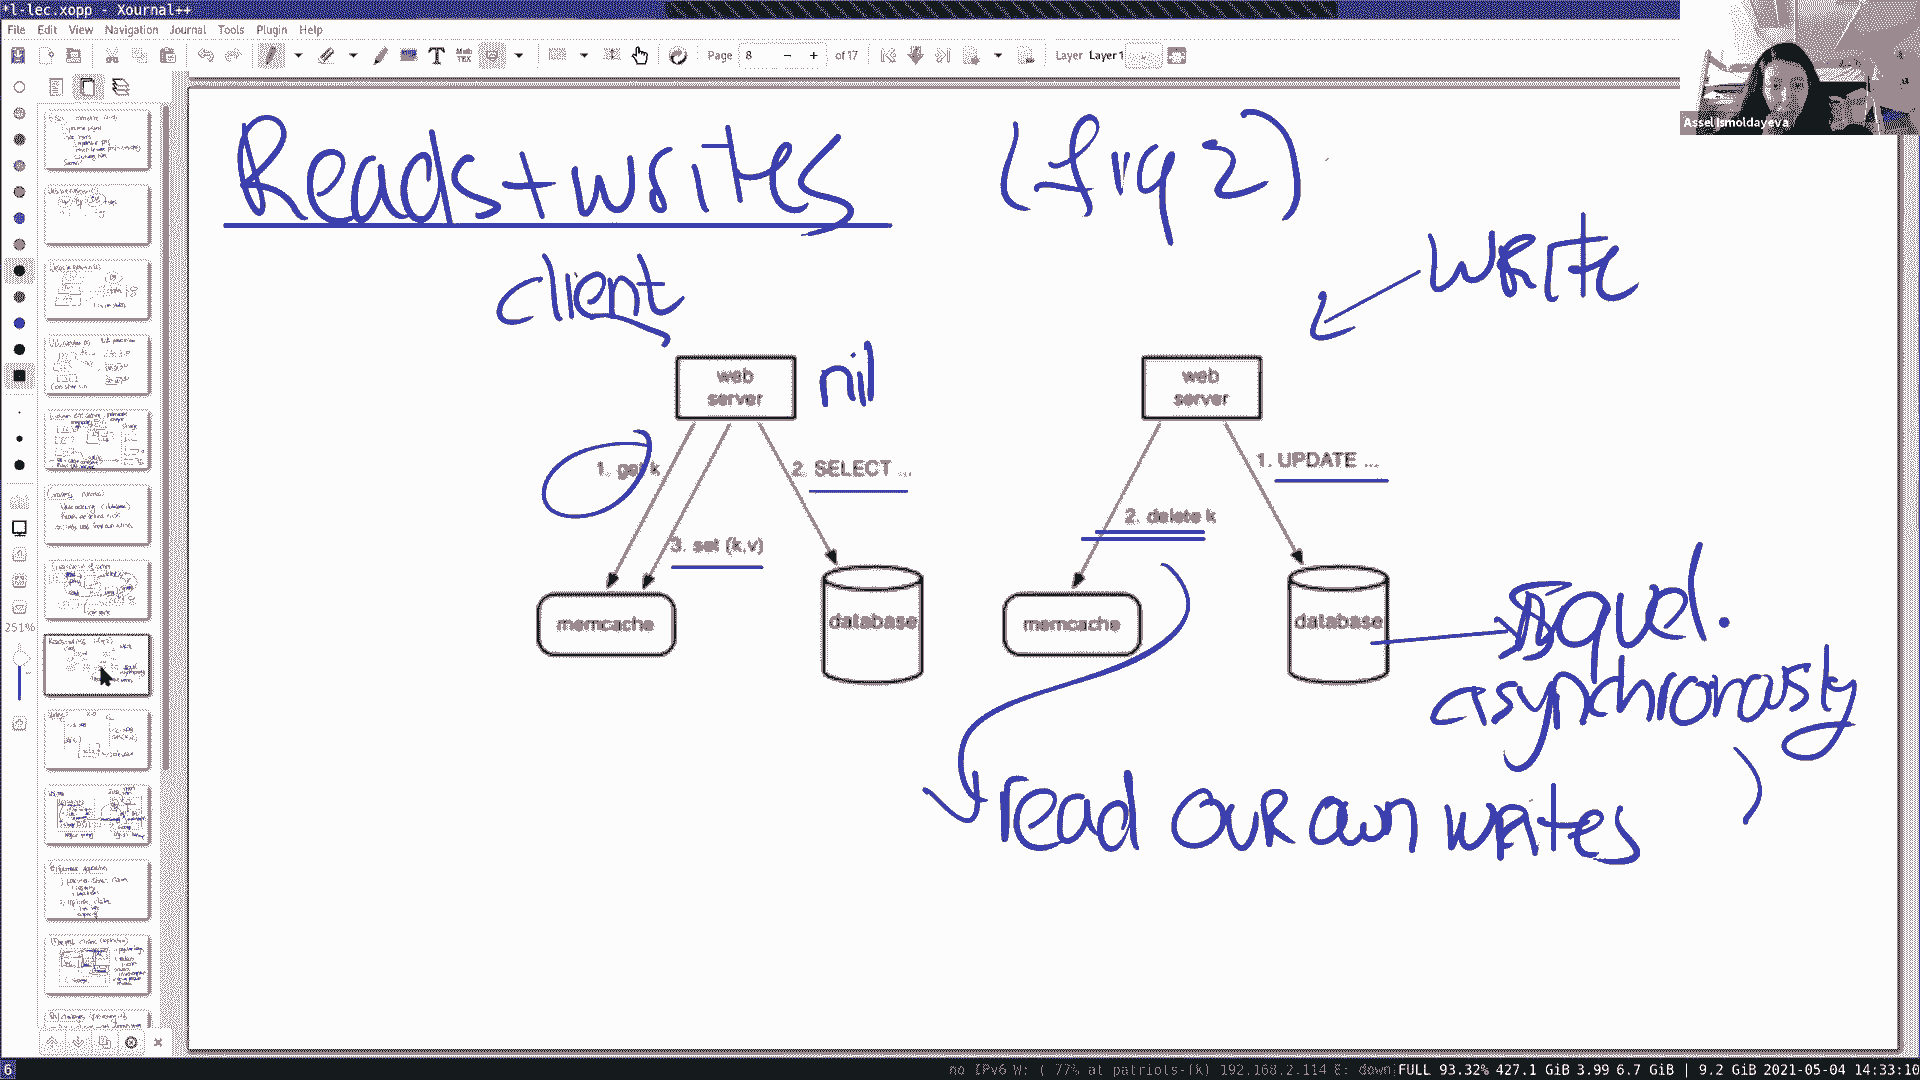 *l-lec.xopp - Xournal++
File Edit View Navigation Journal Tools Plugin Help
Page 8 of 17 Layer Layer 1
Assel Ismoldayeva
Reads + writes (fig 2)
client
write
web
server
nil
web
server
1. get k
2. SELECT ...
1. UPDATE ...
2. delete k
3. set (k,v)
memcache
database
memcache
database
squel.
asynchronously
read our own writes
251%
6
no IPv6 W: ( 77% at patriots-(k) 192.168.2.114 E: down FULL 93.32% 427.1 GiB 3.99 6.7 GiB | 9.2 GiB 2021-05-04 14:33:10